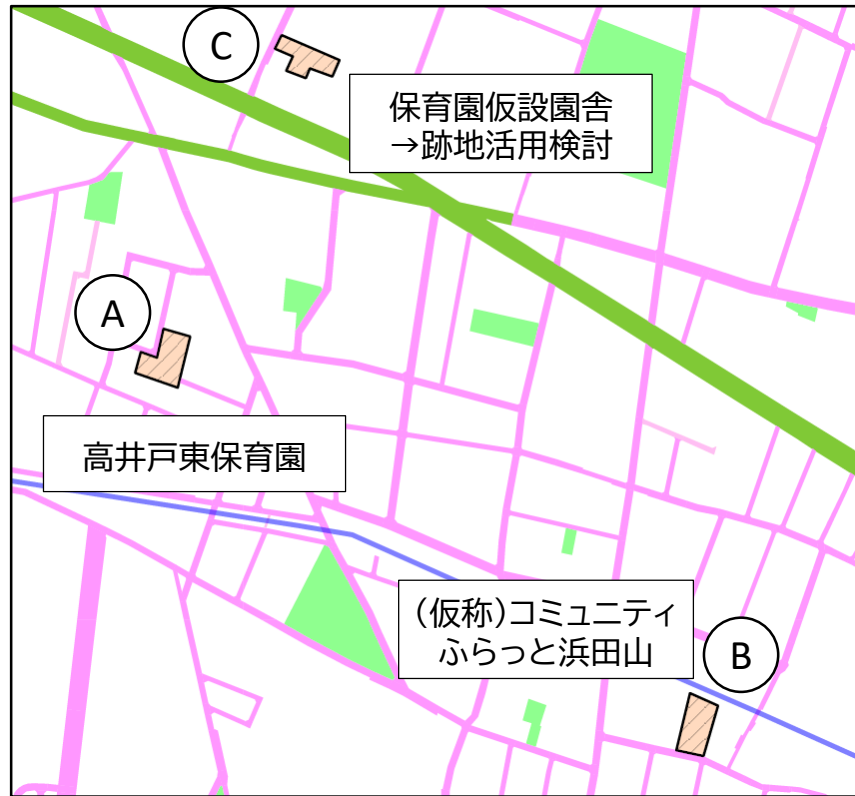 C
保育園仮設園舎
→跡地活用検討
A
高井戸東保育園
(仮称)コミュニティ
ふらっと浜田山
B